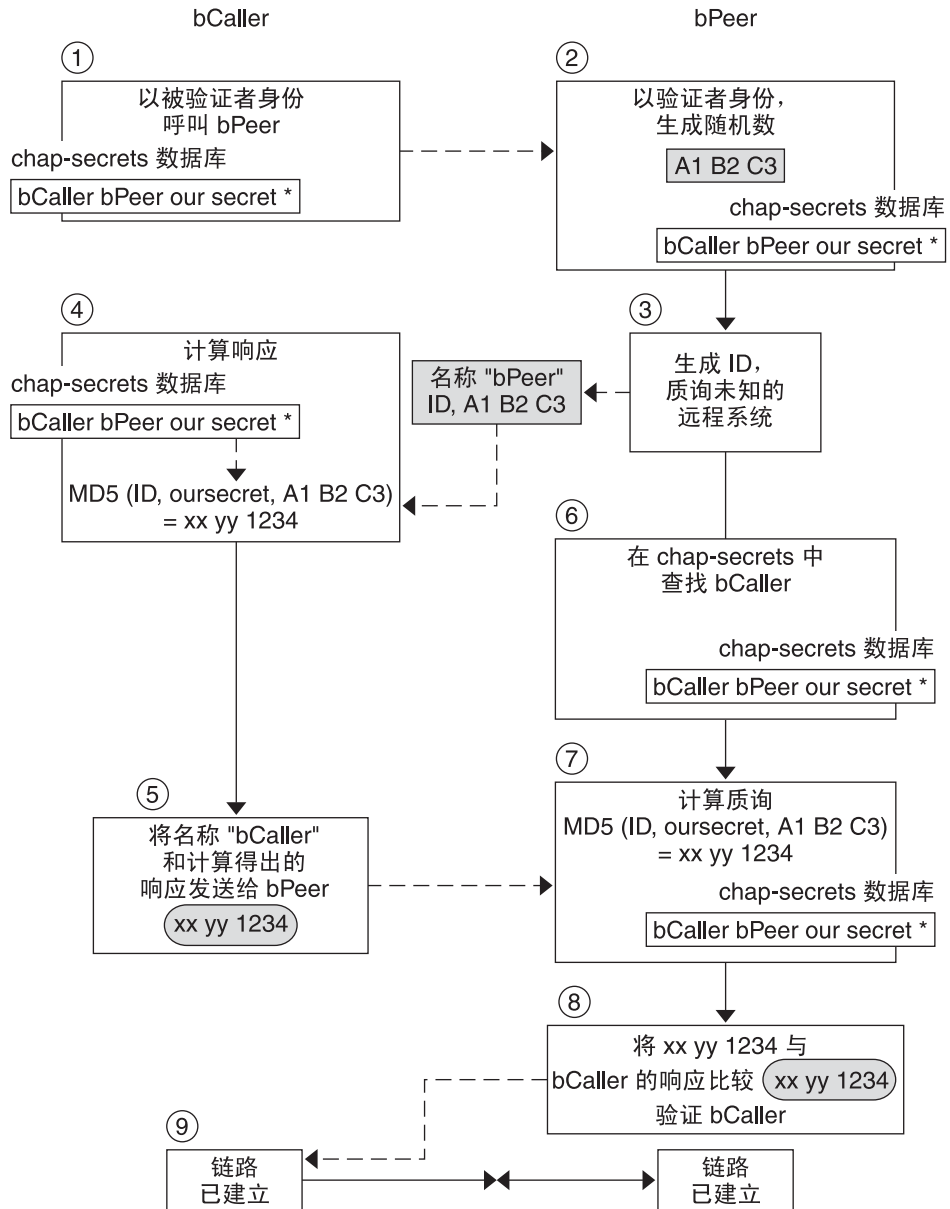 bCaller
bPeer
①
以被验证者身份
呼叫 bPeer
chap-secrets 数据库
bCaller bPeer our secret *
②
以验证者身份，
生成随机数
A1 B2 C3
chap-secrets 数据库
bCaller bPeer our secret *
③
生成 ID，
质询未知的
远程系统
名称 "bPeer"
ID, A1 B2 C3
④
计算响应
chap-secrets 数据库
bCaller bPeer our secret *
MD5 (ID, oursecret, A1 B2 C3)
= xx yy 1234
⑤
将名称 "bCaller"
和计算得出的
响应发送给 bPeer
xx yy 1234
⑥
在 chap-secrets 中
查找 bCaller
chap-secrets 数据库
bCaller bPeer our secret *
⑦
计算质询
MD5 (ID, oursecret, A1 B2 C3)
= xx yy 1234
chap-secrets 数据库
bCaller bPeer our secret *
⑧
将 xx yy 1234 与
bCaller 的响应比较 xx yy 1234
验证 bCaller
⑨
链路
已建立
链路
已建立